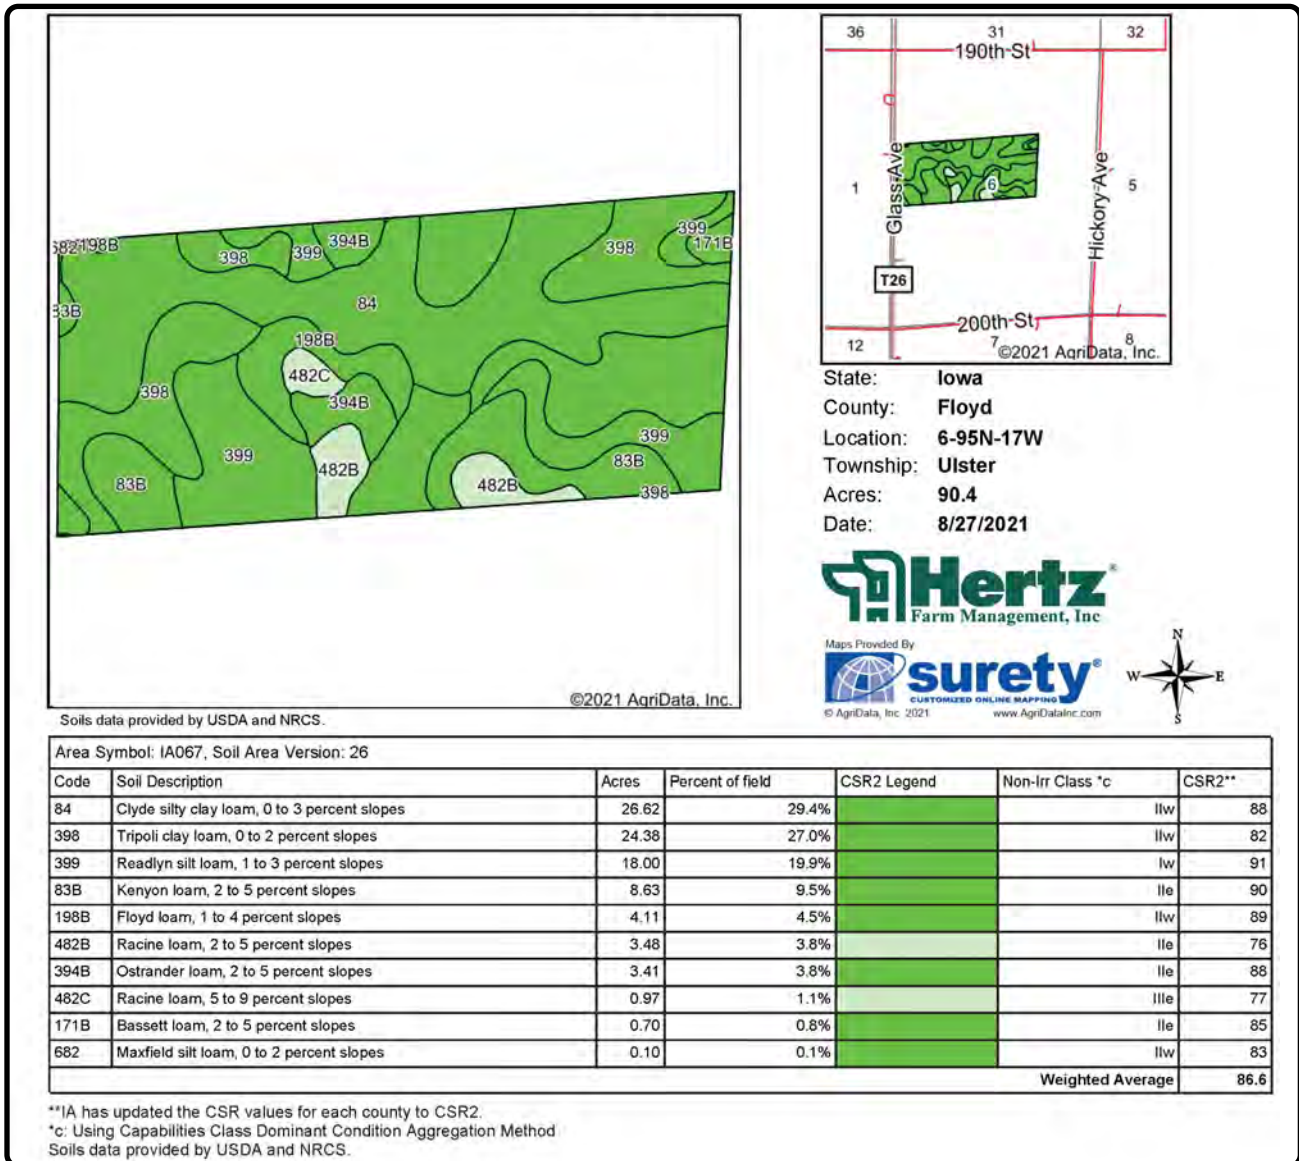 682
198B
398
399
394B
398
399
171B
83B
84
198B
482C
394B
398
399
83B
482B
482B
399
83B
398
©2021 AgriData, Inc.
Soils data provided by USDA and NRCS.
36 31 32
190th St
Glass Ave
Hickory Ave
1 6 5
T26
200th St
12 7 8
©2021 AgriData, Inc.
State: Iowa
County: Floyd
Location: 6-95N-17W
Township: Ulster
Acres: 90.4
Date: 8/27/2021
Hertz®
Farm Management, Inc
Maps Provided By
surety®
CUSTOMIZED ONLINE MAPPING
© AgriData, Inc 2021 www.AgriDataInc.com
N
W E
S
Area Symbol: IA067, Soil Area Version: 26
Code Soil Description Acres Percent of field CSR2 Legend Non-Irr Class *c CSR2**
84 Clyde silty clay loam, 0 to 3 percent slopes 26.62 29.4% IIw 88
398 Tripoli clay loam, 0 to 2 percent slopes 24.38 27.0% IIw 82
399 Readlyn silt loam, 1 to 3 percent slopes 18.00 19.9% Iw 91
83B Kenyon loam, 2 to 5 percent slopes 8.63 9.5% IIe 90
198B Floyd loam, 1 to 4 percent slopes 4.11 4.5% IIw 89
482B Racine loam, 2 to 5 percent slopes 3.48 3.8% IIe 76
394B Ostrander loam, 2 to 5 percent slopes 3.41 3.8% IIe 88
482C Racine loam, 5 to 9 percent slopes 0.97 1.1% IIIe 77
171B Bassett loam, 2 to 5 percent slopes 0.70 0.8% IIe 85
682 Maxfield silt loam, 0 to 2 percent slopes 0.10 0.1% IIw 83
Weighted Average 86.6
**IA has updated the CSR values for each county to CSR2.
*c: Using Capabilities Class Dominant Condition Aggregation Method
Soils data provided by USDA and NRCS.